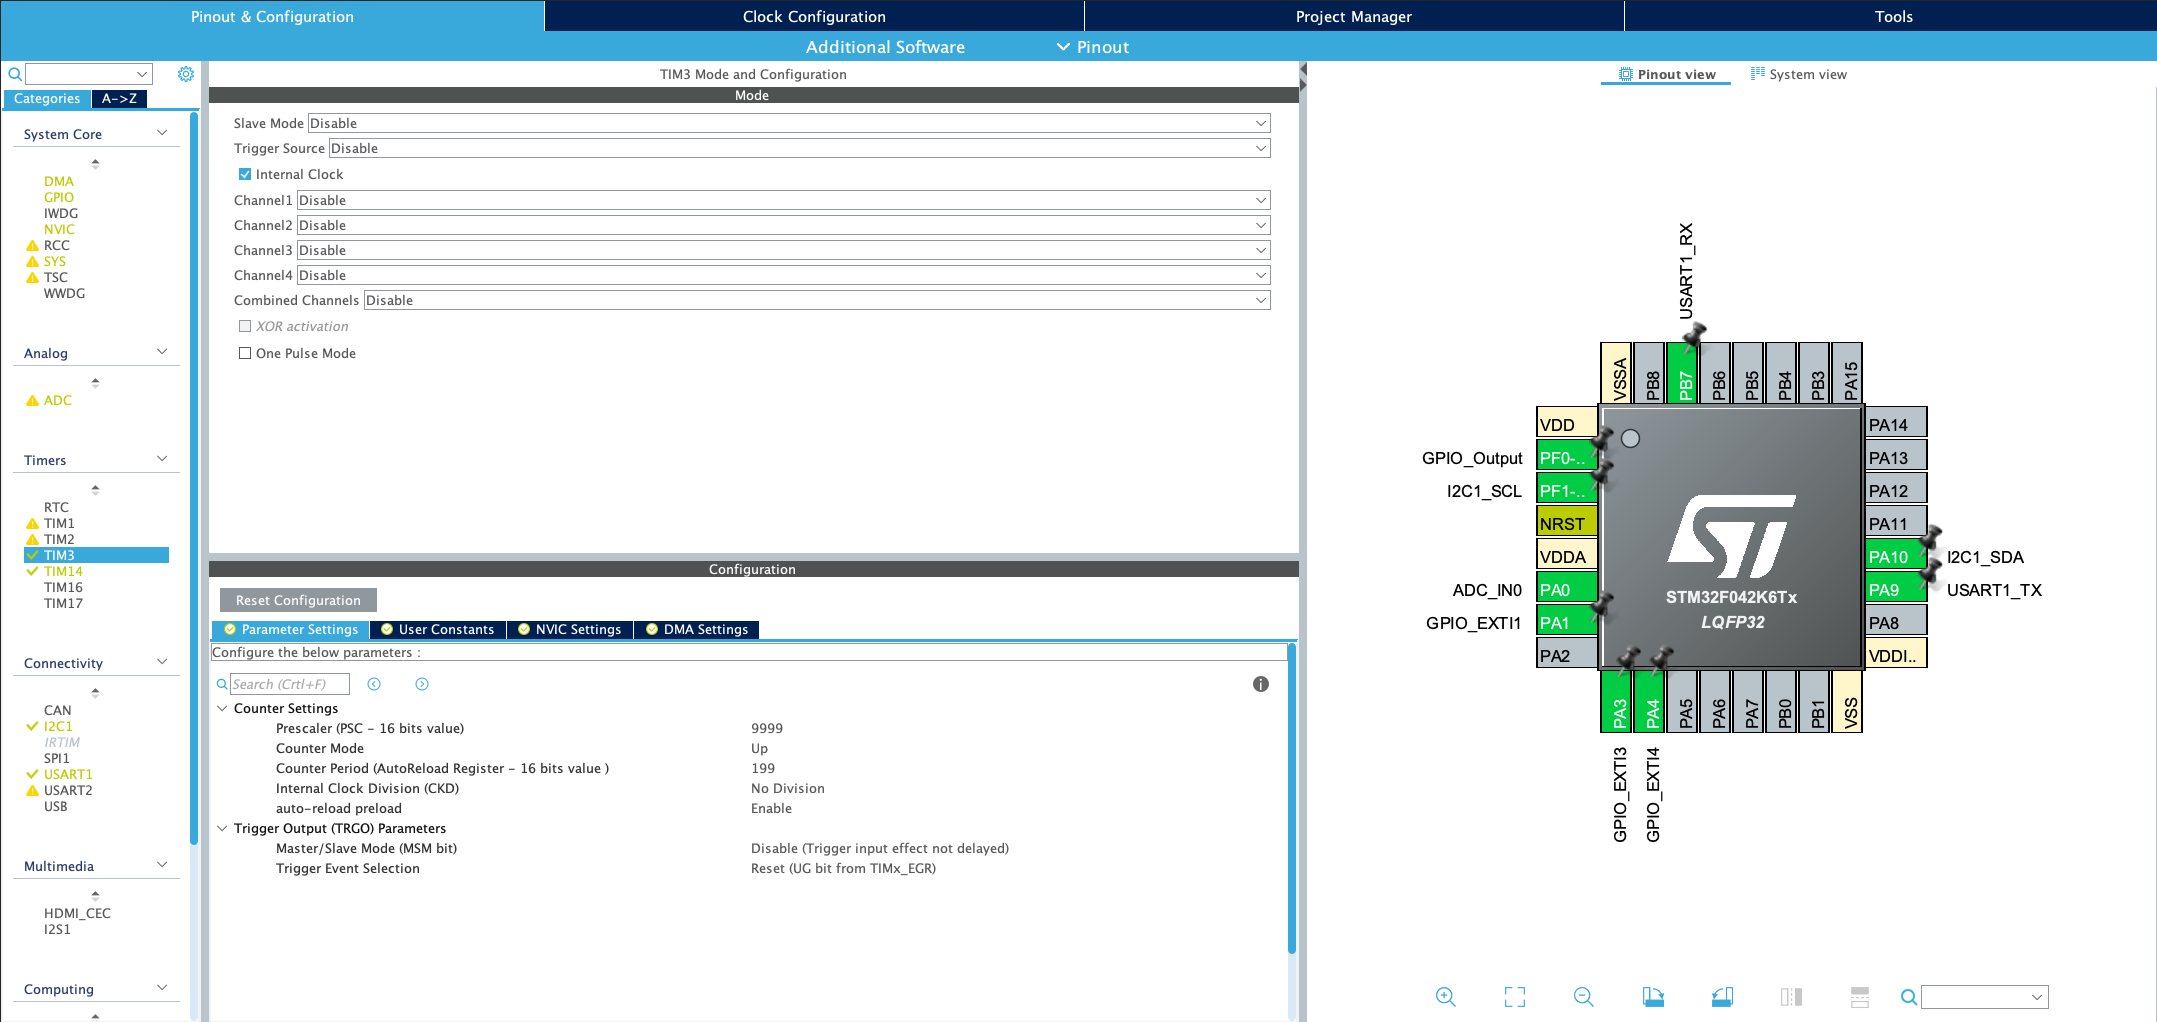 Pinout & Configuration
Clock Configuration
Project Manager
Tools
Additional Software
Pinout
Categories
A->Z
System Core
DMA
GPIO
IWDG
NVIC
RCC
SYS
TSC
WWDG
Analog
ADC
Timers
RTC
TIM1
TIM2
TIM3
TIM14
TIM16
TIM17
Connectivity
CAN
I2C1
IRTIM
SPI1
USART1
USART2
USB
Multimedia
HDMI_CEC
I2S1
Computing
TIM3 Mode and Configuration
Mode
Slave Mode Disable
Trigger Source Disable
Internal Clock
Channel1 Disable
Channel2 Disable
Channel3 Disable
Channel4 Disable
Combined Channels Disable
XOR activation
One Pulse Mode
Configuration
Reset Configuration
Parameter Settings
User Constants
NVIC Settings
DMA Settings
Configure the below parameters :
Search (Crtl+F)
Counter Settings
Prescaler (PSC - 16 bits value) 9999
Counter Mode Up
Counter Period (AutoReload Register - 16 bits value ) 199
Internal Clock Division (CKD) No Division
auto-reload preload Enable
Trigger Output (TRGO) Parameters
Master/Slave Mode (MSM bit) Disable (Trigger input effect not delayed)
Trigger Event Selection Reset (UG bit from TIMx_EGR)
Pinout view
System view
USART1_RX
VSSA
PB8
PB7
PB6
PB5
PB4
PB3
PA15
VDD
GPIO_Output PF0-..
I2C1_SCL PF1-..
NRST
VDDA
ADC_IN0 PA0
GPIO_EXTI1 PA1
PA2
STM32F042K6Tx
LQFP32
PA14
PA13
PA12
PA11
PA10 I2C1_SDA
PA9 USART1_TX
PA8
VDDI..
PA3
PA4
PA5
PA6
PA7
PB0
PB1
VSS
GPIO_EXTI3
GPIO_EXTI4